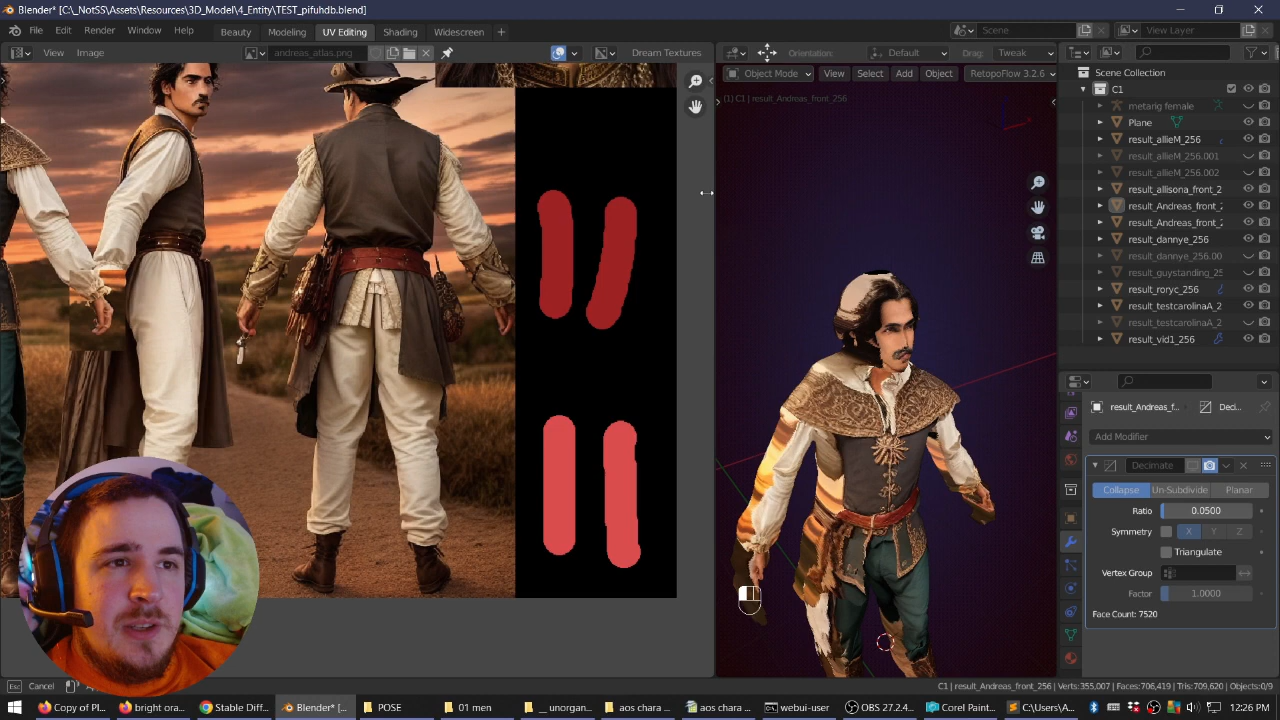 Blender* [C:\_NotSS\Assets\Resources\3D_Model\4_Entity\TEST_pifuhdb.blend]
File Edit Render Window Help Beauty Modeling UV Editing Shading Widescreen + Scene View Layer
View Image andreas_atlas.png Dream Textures Orientation: Default Drag: Tweak
Object Mode View Select Add Object RetopoFlow 3.2.6
(1) C1 | result_Andreas_front_256
Scene Collection
C1
metarig female
Plane
result_allieM_256
result_allieM_256.001
result_allieM_256.002
result_allisona_front_2
result_Andreas_front_2
result_Andreas_front_2
result_dannye_256
result_dannye_256.00
result_guystanding_25
result_roryc_256
result_testcarolinaA_2
result_testcarolinaA_2
result_vid1_256
result_Andreas_f... Deci...
Add Modifier
Decimate
Collapse Un-Subdivide Planar
Ratio 0.0500
Symmetry X Y Z
Triangulate
Vertex Group
Factor 1.0000
Face Count: 7520
Esc Cancel
C1 | result_Andreas_front_256 | Verts:355,007 | Faces:706,419 | Tris:709,620 | Objects:0/9
Copy of Pl... bright ora... Stable Diff... Blender* [... POSE 01 men __ unorgan... aos chara ... aos chara ... webui-user OBS 27.2.4... Corel Paint... C:\Users\A... 12:26 PM